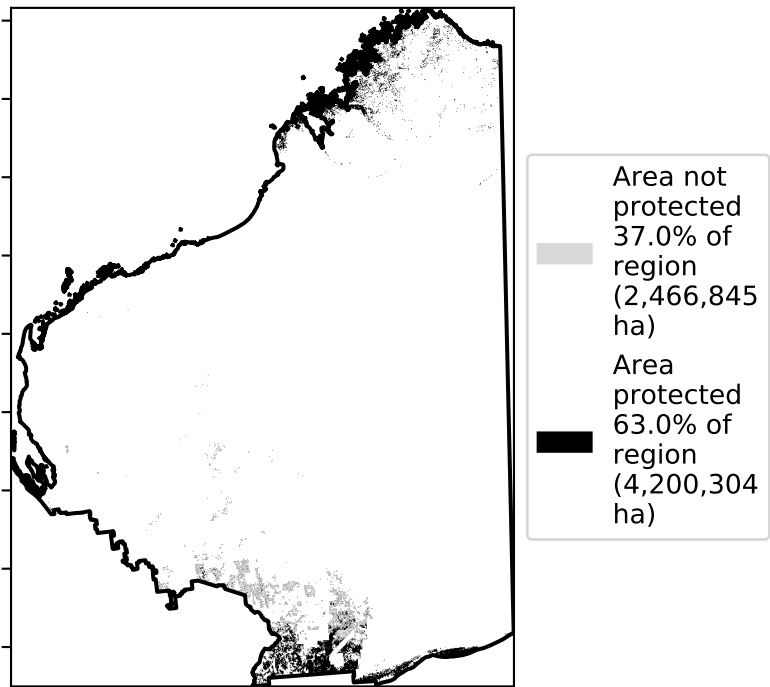 Area not
protected
37.0% of
region
(2,466,845
ha)
Area
protected
63.0% of
region
(4,200,304
ha)